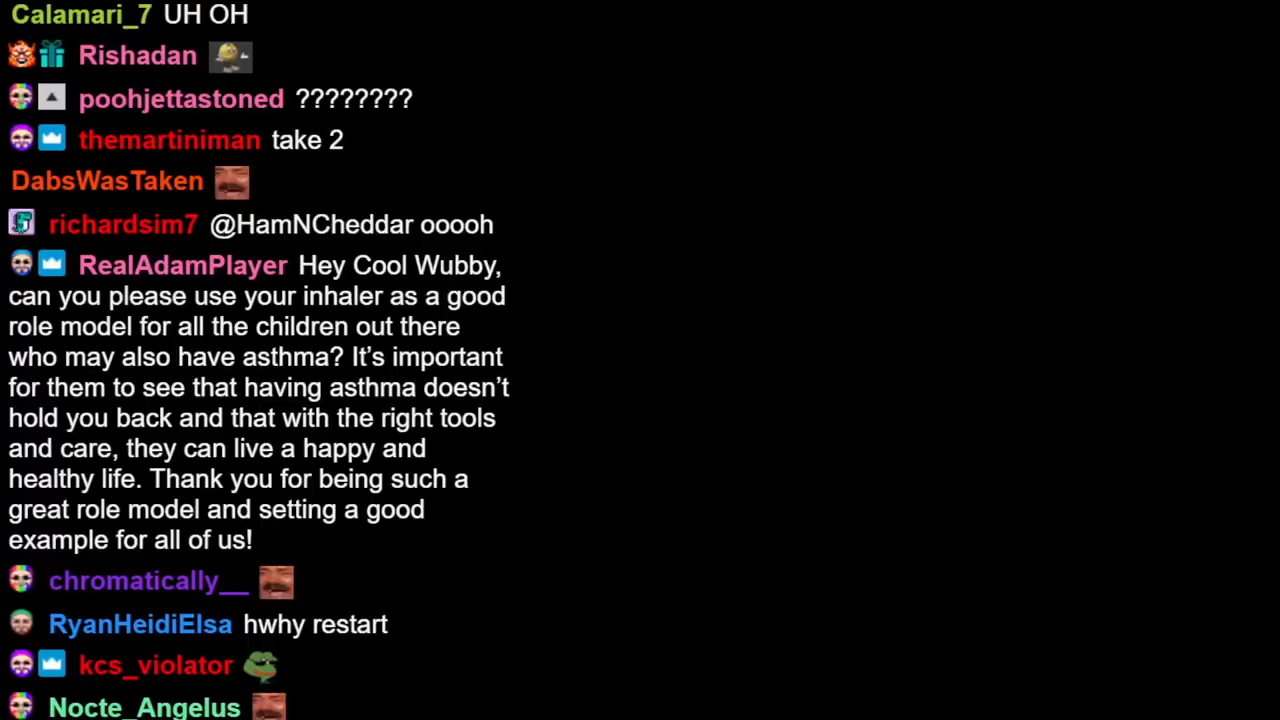 Calamari_7 UH OH
Rishadan
poohjettastoned ????????
themartiniman take 2
DabsWasTaken
richardsim7 @HamNCheddar ooooh
RealAdamPlayer Hey Cool Wubby,
can you please use your inhaler as a good
role model for all the children out there
who may also have asthma? It’s important
for them to see that having asthma doesn’t
hold you back and that with the right tools
and care, they can live a happy and
healthy life. Thank you for being such a
great role model and setting a good
example for all of us!
chromatically__
RyanHeidiElsa hwhy restart
kcs_violator
Nocte_Angelus